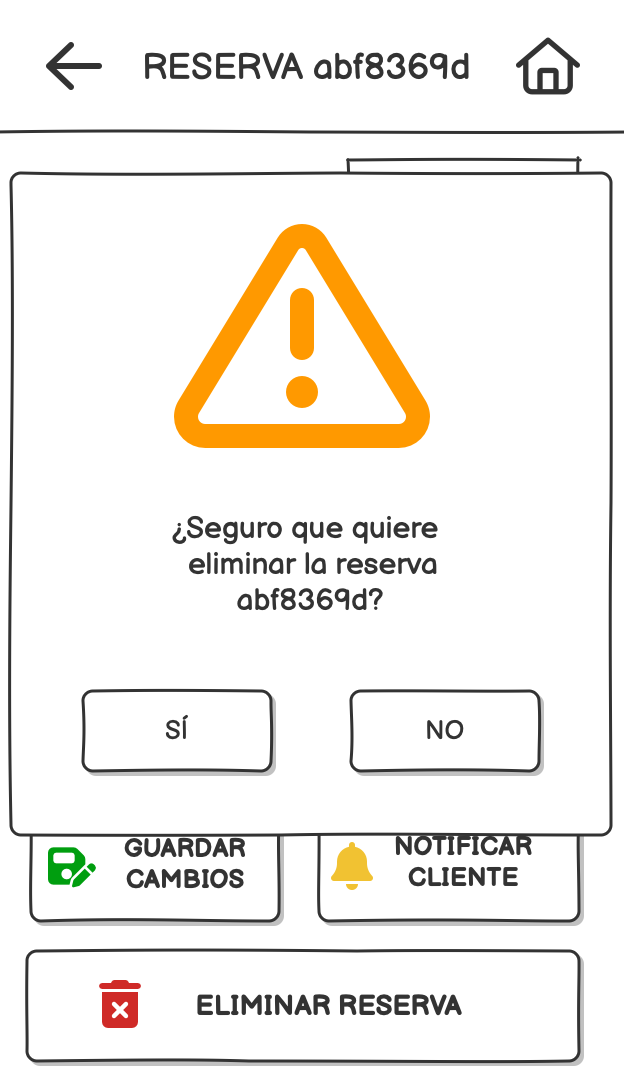 RESERVA abf8369d
¿Seguro que quiere
eliminar la reserva
abf8369d?
SÍ
NO
GUARDAR
CAMBIOS
NOTIFICAR
CLIENTE
ELIMINAR RESERVA